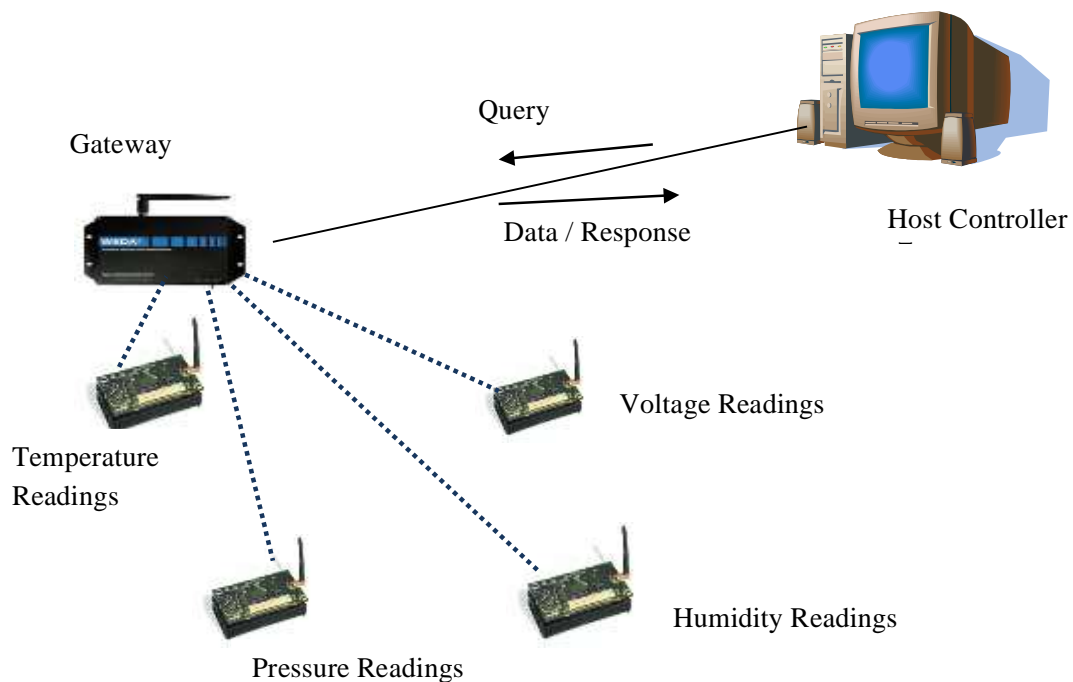 Query
Gateway
Host Controller
Data / Response
Voltage Readings
Temperature
Readings
Humidity Readings
Pressure Readings